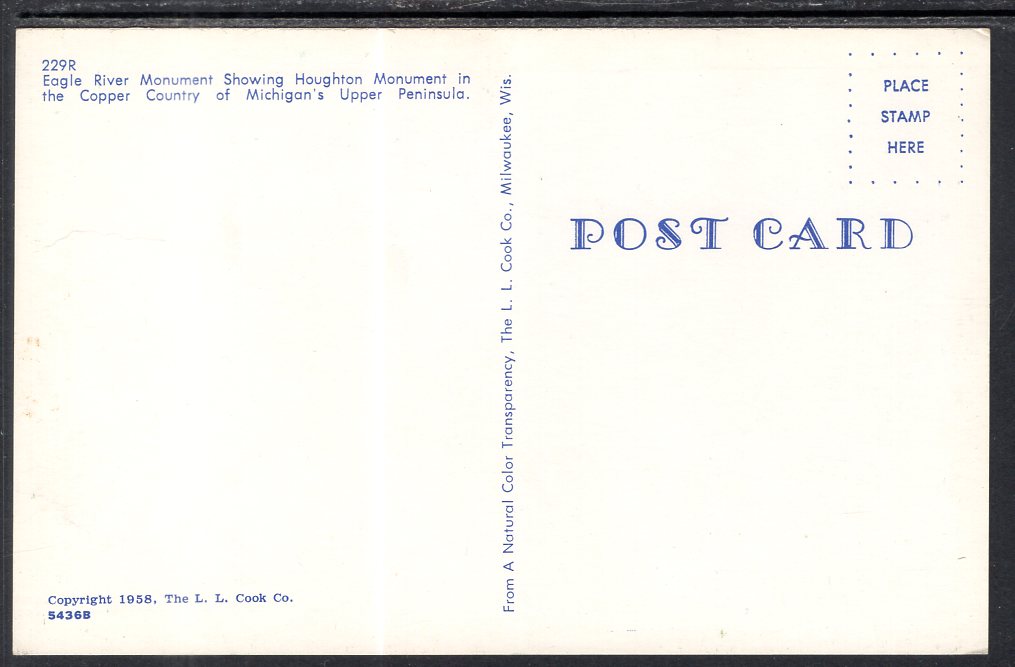 229R
Eagle River Monument Showing Houghton Monument in
the Copper Country of Michigan's Upper Peninsula.
Copyright 1958, The L. L. Cook Co.
5436B
From A Natural Color Transparency, The L. L. Cook Co., Milwaukee, Wis.
PLACE
STAMP
HERE
POST CARD